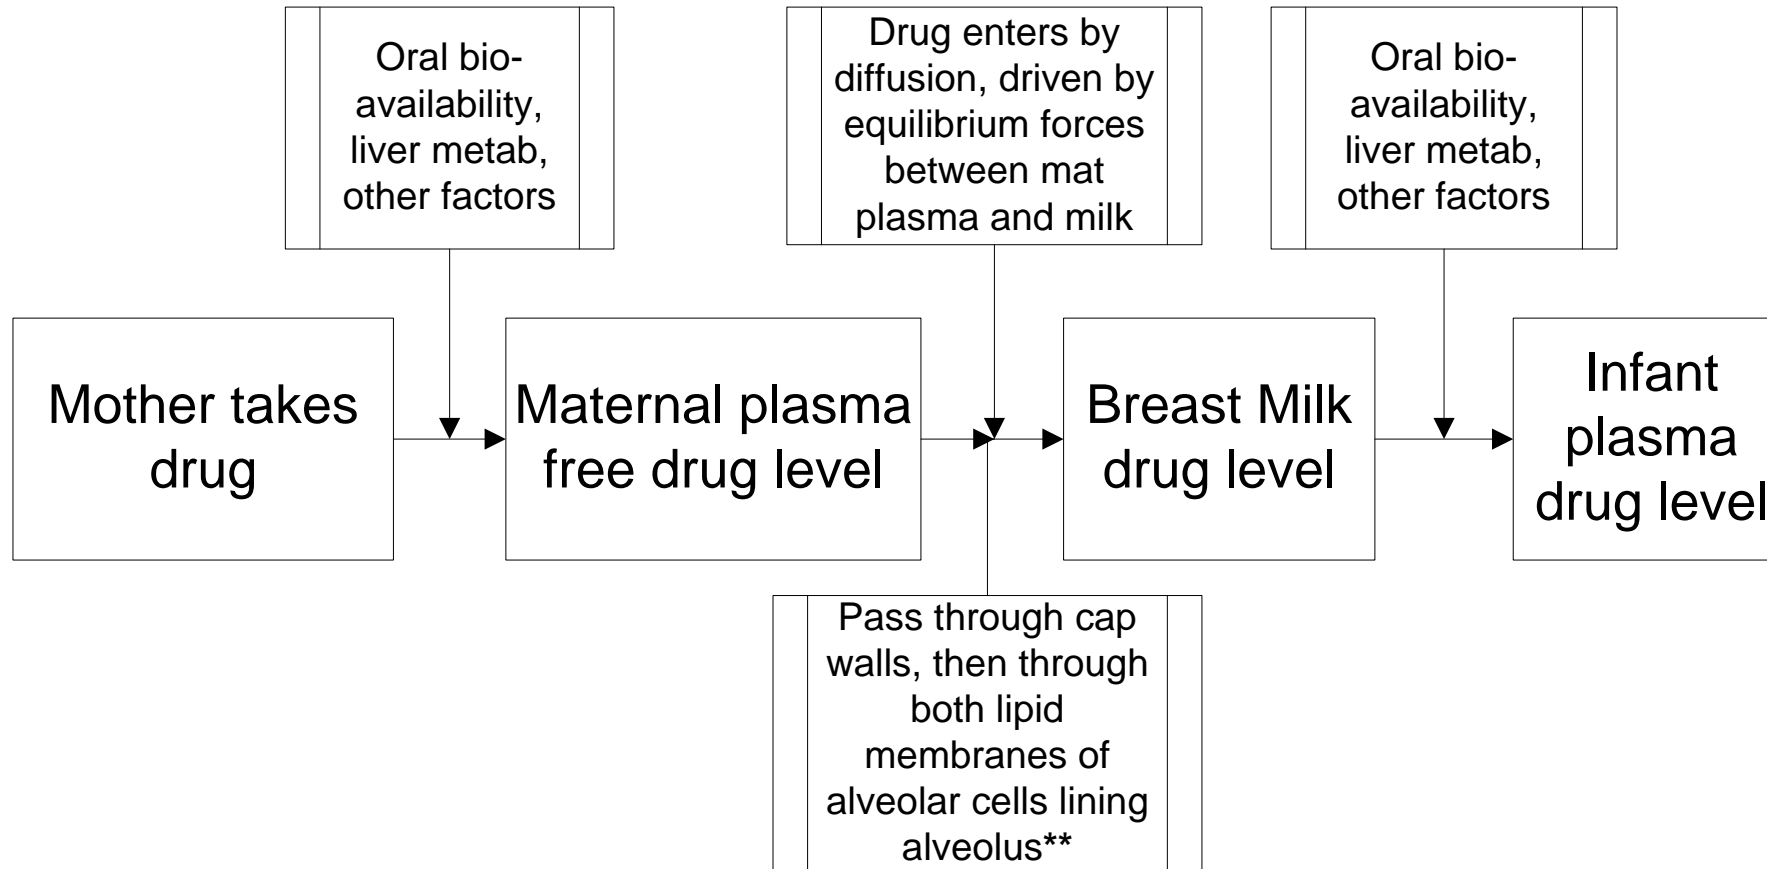 Oral bio-
availability,
liver metab,
other factors
Drug enters by
diffusion, driven by
equilibrium forces
between mat
plasma and milk
Oral bio-
availability,
liver metab,
other factors
Mother takes
drug
Maternal plasma
free drug level
Breast Milk
drug level
Infant
plasma
drug level
Pass through cap
walls, then through
both lipid
membranes of
alveolar cells lining
alveolus**